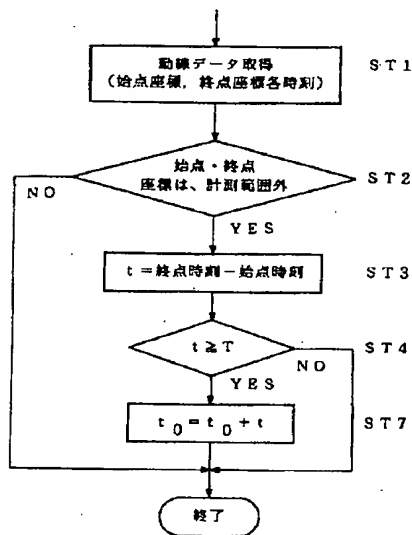 動線データ取得
(始点座標，終点座標各時刻)
ST1
始点・終点
座標は、計測範囲外
ST2
NO
YES
t=終点時刻−始点時刻
ST3
t≧T
ST4
NO
YES
t0=t0+t
ST7
終了